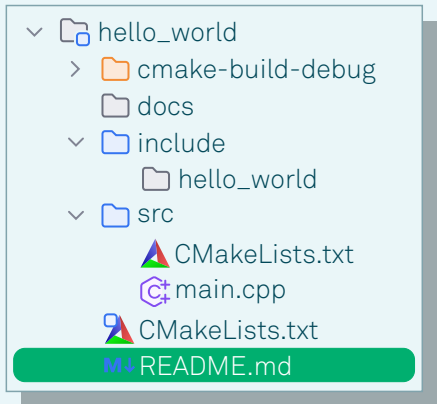 hello_world
cmake-build-debug
docs
include
hello_world
src
CMakeLists.txt
C++ main.cpp
CMakeLists.txt
M↓ README.md